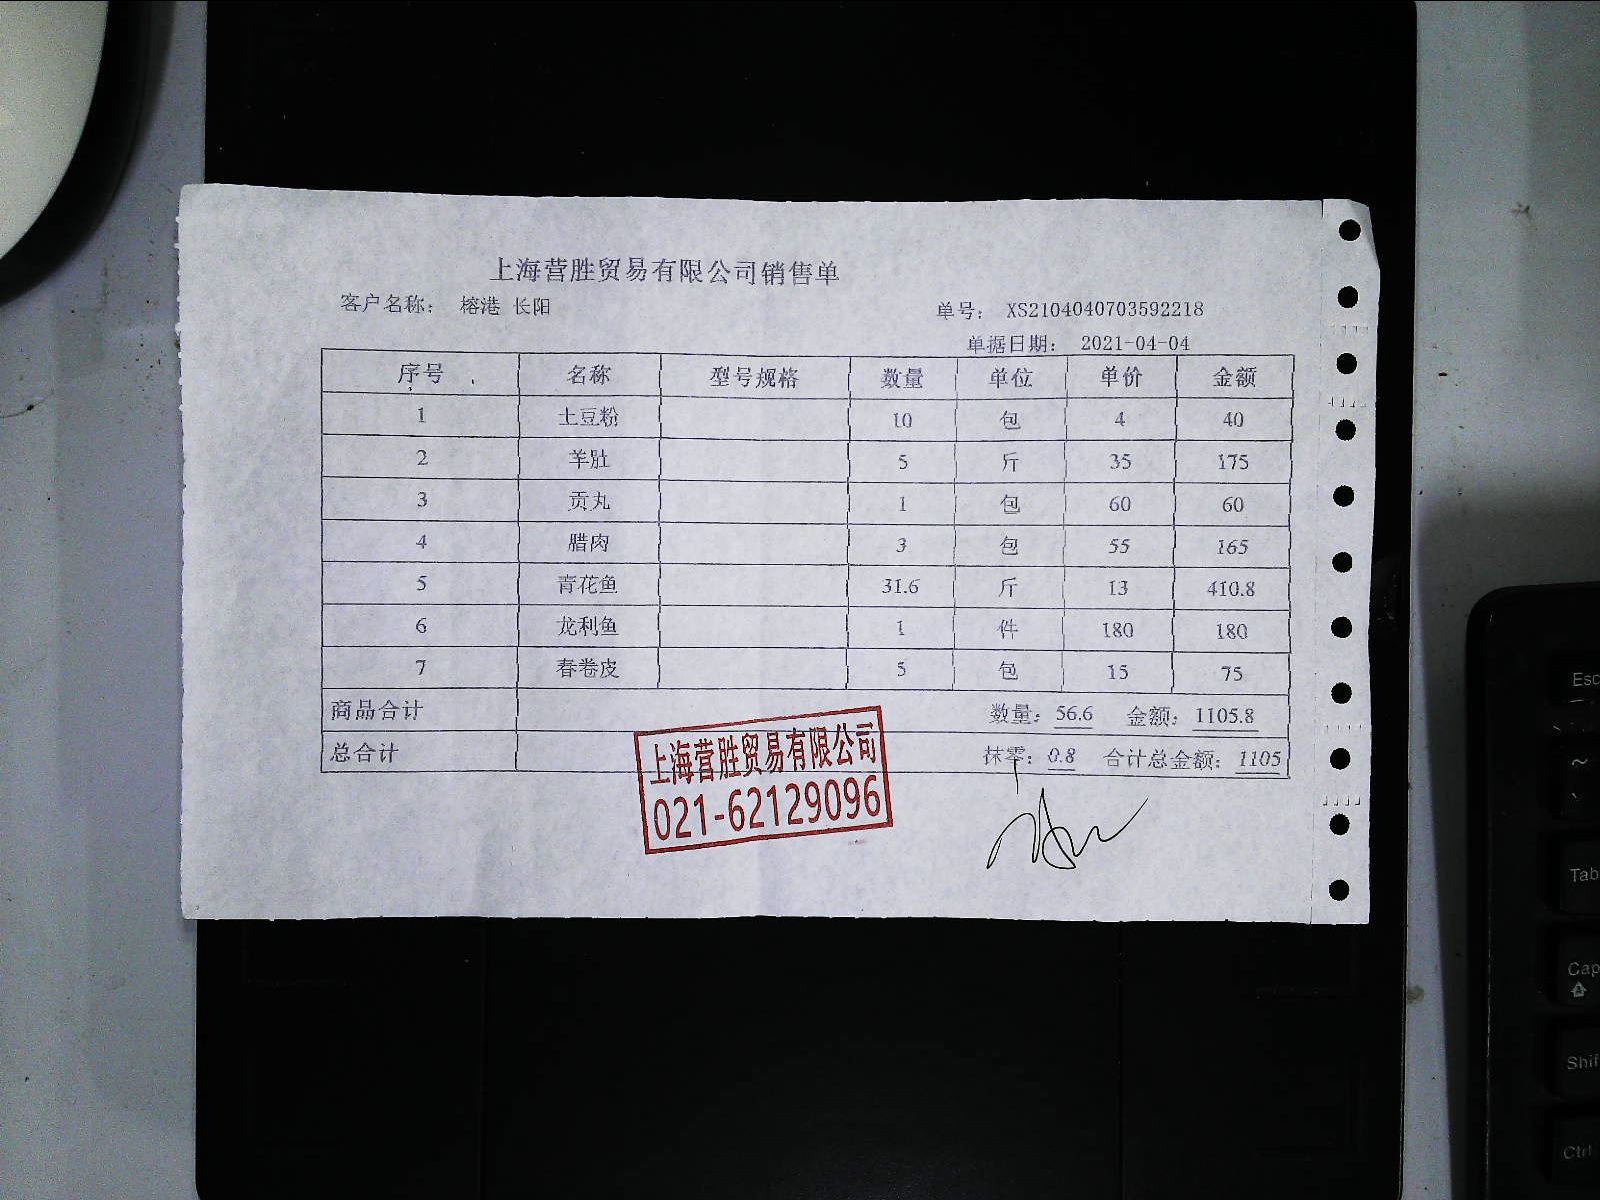 上海营胜贸易有限公司销售单
客户名称： 榕港 长阳 单号： XS2104040703592218
单据日期： 2021-04-04
序号 名称 型号规格 数量 单位 单价 金额
1 土豆粉 10 包 4 40
2 羊肚 5 斤 35 175
3 贡丸 1 包 60 60
4 腊肉 3 包 55 165
5 青花鱼 31.6 斤 13 410.8
6 龙利鱼 1 件 180 180
7 春卷皮 5 包 15 75
商品合计 数量：56.6 金额：1105.8
总合计 抹零：0.8 合计总金额：1105
上海营胜贸易有限公司
021-62129096
Esc
~
Tab
Cap
Shif
Ctrl